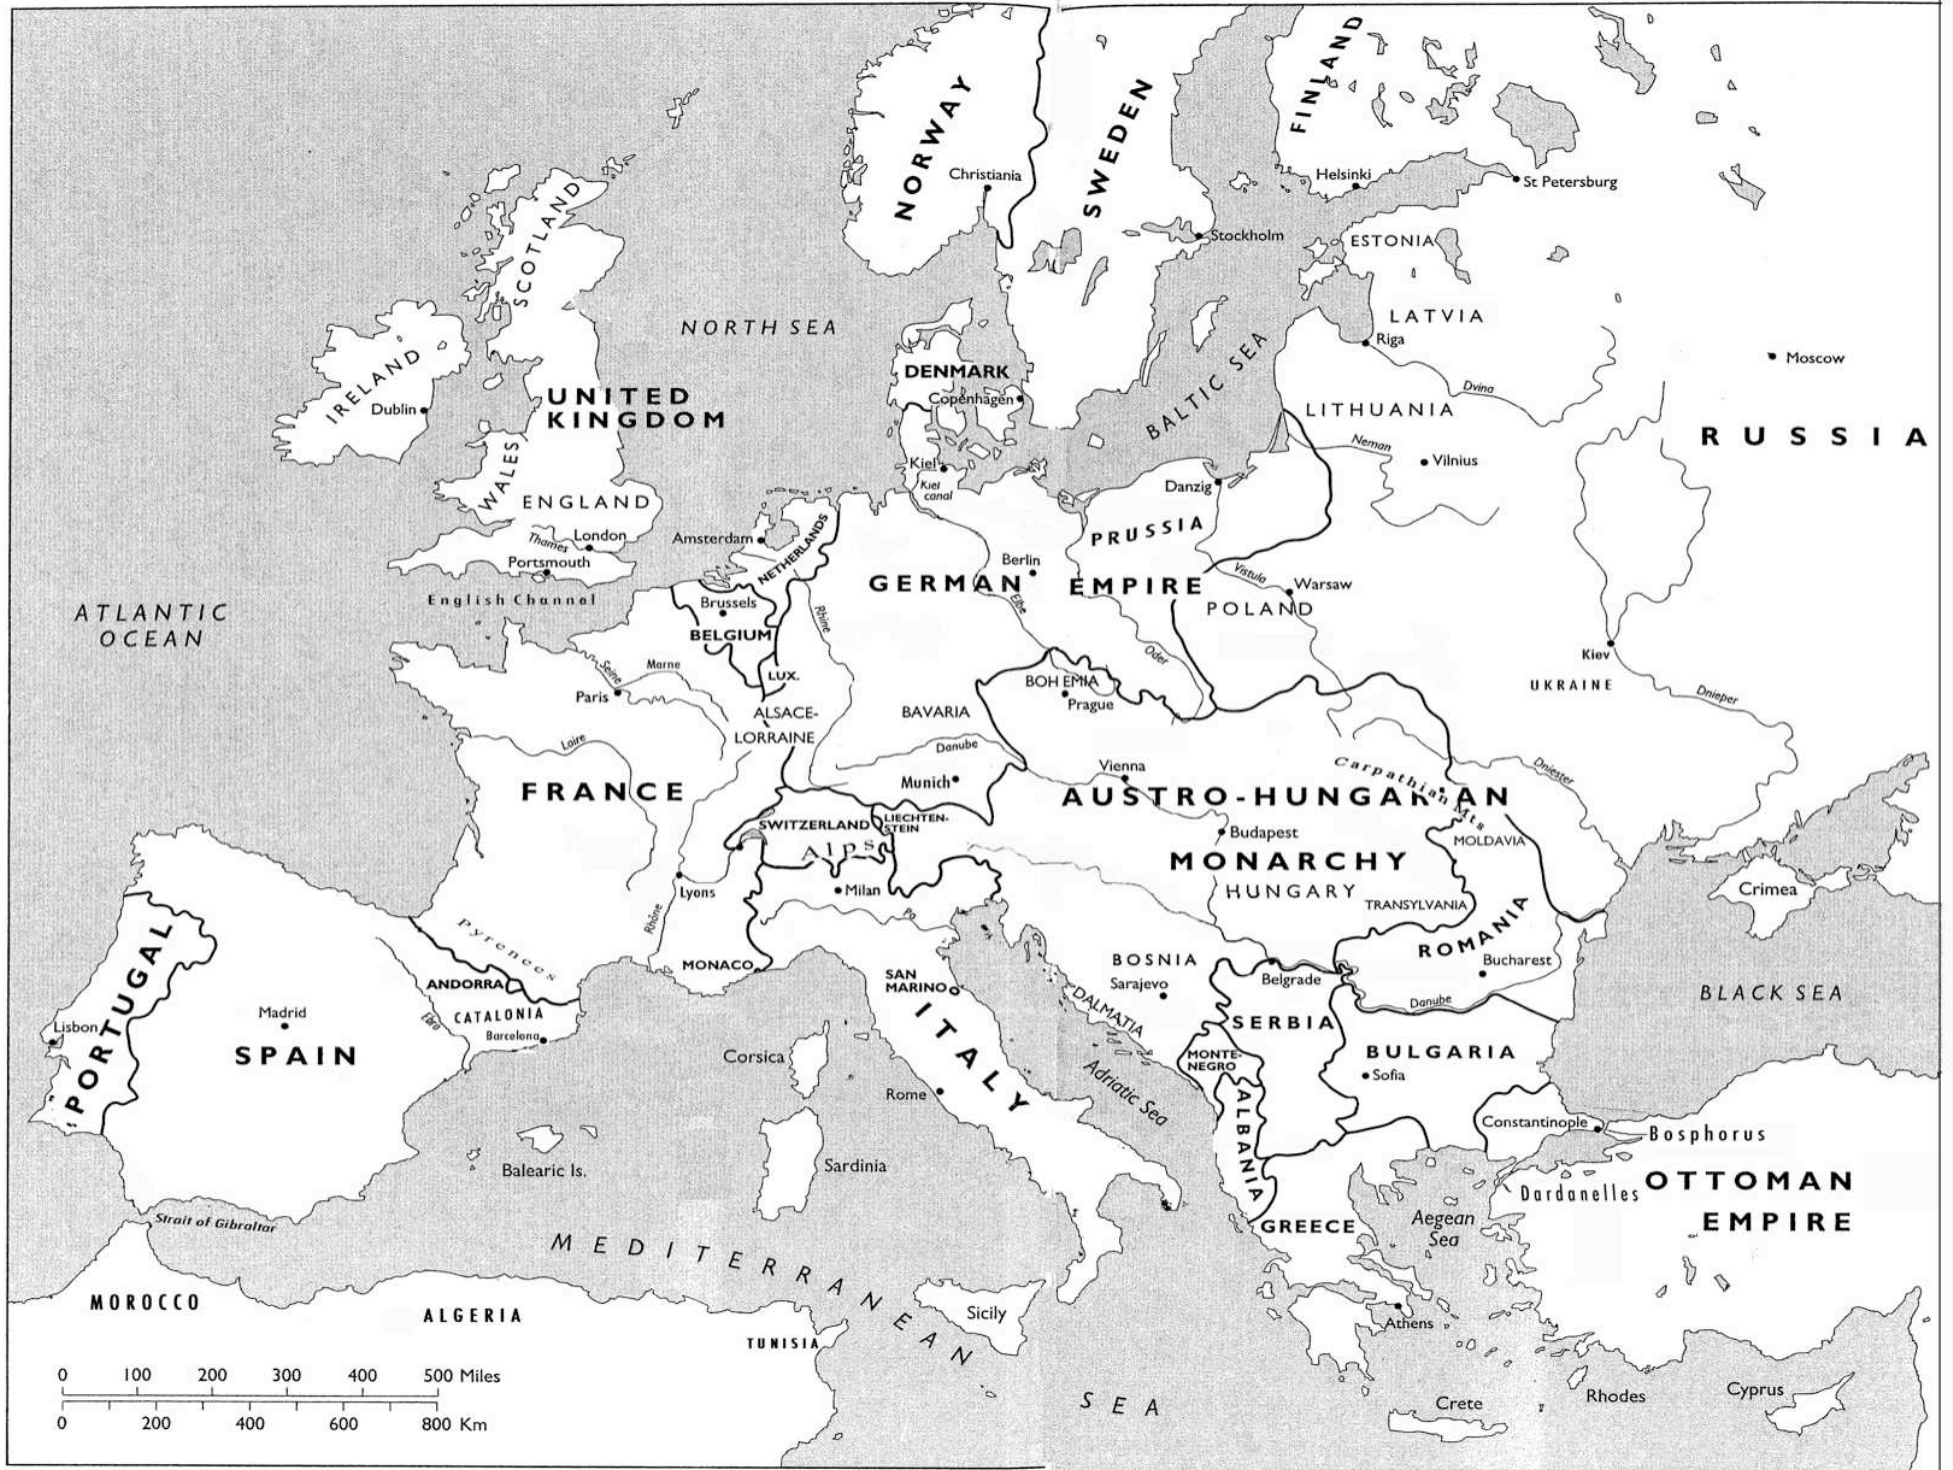 NORWAY
Christiania
SWEDEN
Stockholm
FINLAND
Helsinki
St Petersburg
ESTONIA
LATVIA
Riga
Dvina
Moscow
LITHUANIA
Neman
Vilnius
RUSSIA
SCOTLAND
IRELAND
Dublin
UNITED
KINGDOM
WALES
ENGLAND
Thames
London
Portsmouth
English Channel
NORTH SEA
DENMARK
Copenhagen
BALTIC SEA
Kiel
Kiel
canal
Danzig
PRUSSIA
Amsterdam
NETHERLANDS
Berlin
GERMAN EMPIRE
Elbe
Vistula
Warsaw
POLAND
Oder
ATLANTIC
OCEAN
Brussels
BELGIUM
Rhine
LUX.
Seine
Marne
Paris
ALSACE-
LORRAINE
BAVARIA
BOHEMIA
Prague
Kiev
UKRAINE
Dnieper
Loire
Danube
Munich
Vienna
Carpathian Mts
Dniester
FRANCE
AUSTRO-HUNGARIAN
MONARCHY
SWITZERLAND
LIECHTEN-
STEIN
Alps
Budapest
MOLDAVIA
HUNGARY
TRANSYLVANIA
Crimea
Lyons
Milan
Po
Rhône
ROMANIA
Bucharest
Pyrenees
MONACO
SAN
MARINO
BOSNIA
Sarajevo
Belgrade
ANDORRA
CATALONIA
Barcelona
Ebro
DALMATIA
Danube
BLACK SEA
PORTUGAL
Lisbon
Madrid
SPAIN
ITALY
SERBIA
BULGARIA
Sofia
MONTE-
NEGRO
Corsica
Rome
Adriatic Sea
ALBANIA
Constantinople
Bosphorus
Balearic Is.
Sardinia
Dardanelles
OTTOMAN
EMPIRE
GREECE
Aegean
Sea
Strait of Gibraltar
MEDITERRANEAN
SEA
MOROCCO
ALGERIA
TUNISIA
Sicily
Athens
Crete
Rhodes
Cyprus
0 100 200 300 400 500 Miles
0 200 400 600 800 Km